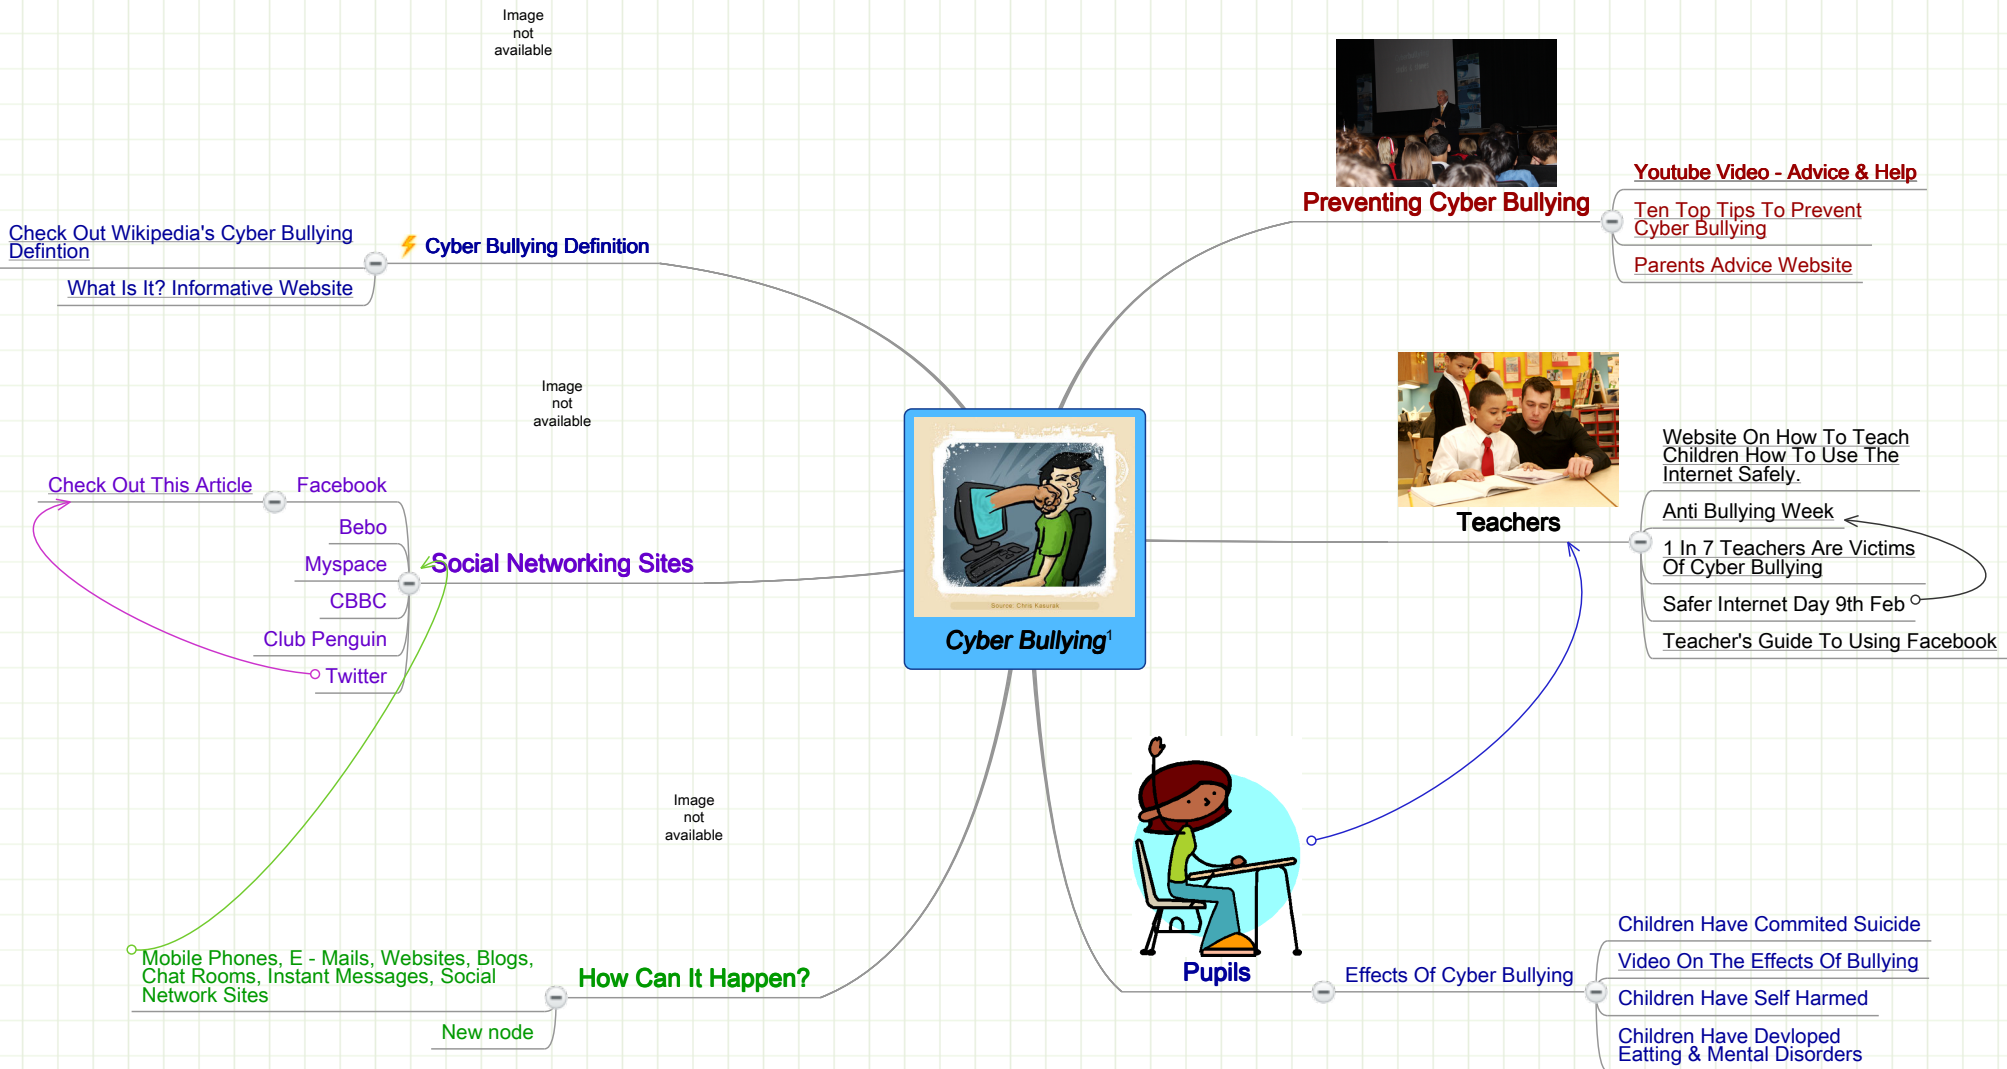 Image
not
available
Preventing Cyber Bullying
Youtube Video - Advice & Help
Ten Top Tips To Prevent
Cyber Bullying
Parents Advice Website
Cyber Bullying Definition
Check Out Wikipedia's Cyber Bullying
Defintion
What Is It? Informative Website
Image
not
available
Social Networking Sites
Facebook
Check Out This Article
Bebo
Myspace
CBBC
Club Penguin
Twitter
Source: Chris Kasurak
Cyber Bullying1
Teachers
Website On How To Teach
Children How To Use The
Internet Safely.
Anti Bullying Week
1 In 7 Teachers Are Victims
Of Cyber Bullying
Safer Internet Day 9th Feb
Teacher's Guide To Using Facebook
Image
not
available
How Can It Happen?
Mobile Phones, E - Mails, Websites, Blogs,
Chat Rooms, Instant Messages, Social
Network Sites
New node
Pupils
Effects Of Cyber Bullying
Children Have Commited Suicide
Video On The Effects Of Bullying
Children Have Self Harmed
Children Have Devloped
Eatting & Mental Disorders